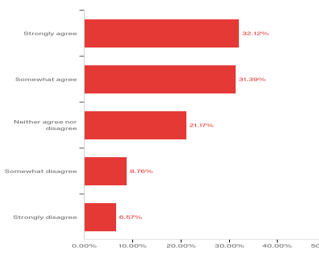 Strongly agree
32.12%
Somewhat agree
31.39%
Neither agree nor
disagree
21.17%
Somewhat disagree
8.76%
Strongly disagree
6.57%
0.00% 10.00% 20.00% 30.00% 40.00%